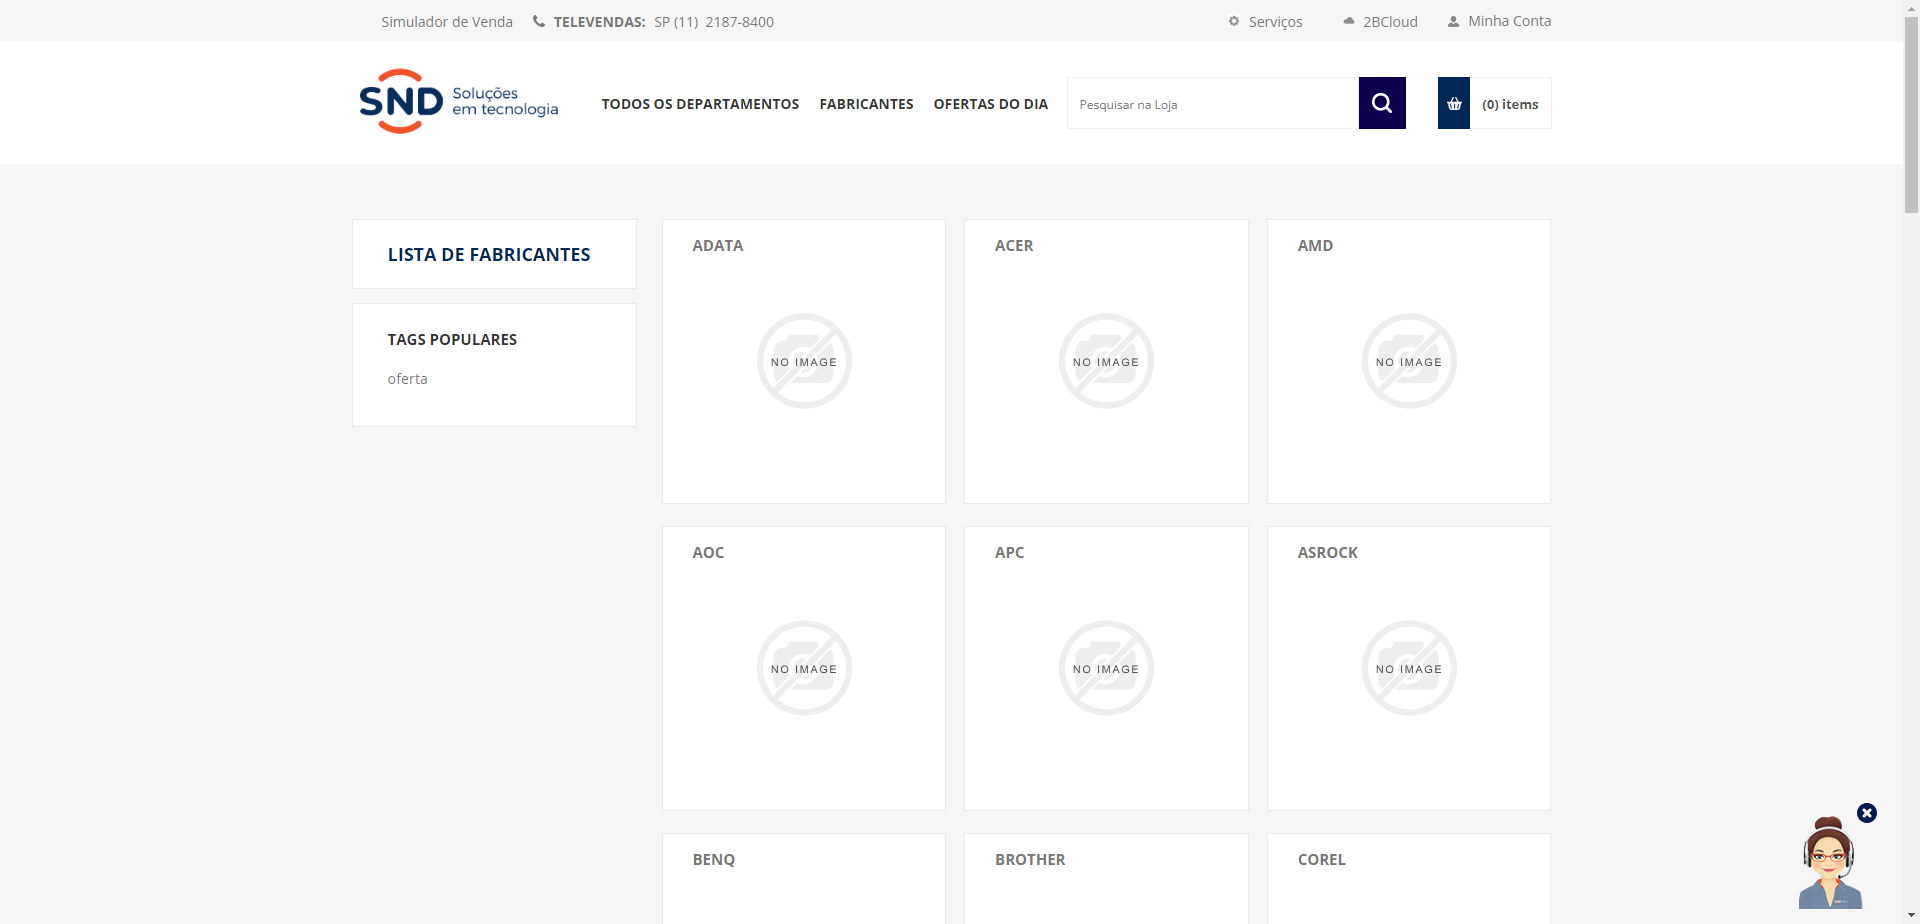 Simulador de Venda
TELEVENDAS: SP (11) 2187-8400
Serviços
2BCloud
Minha Conta
SND Soluções
em tecnologia
TODOS OS DEPARTAMENTOS
FABRICANTES
OFERTAS DO DIA
Pesquisar na Loja
(0) items
LISTA DE FABRICANTES
TAGS POPULARES
oferta
ADATA
NO IMAGE
ACER
NO IMAGE
AMD
NO IMAGE
AOC
NO IMAGE
APC
NO IMAGE
ASROCK
NO IMAGE
BENQ
BROTHER
COREL